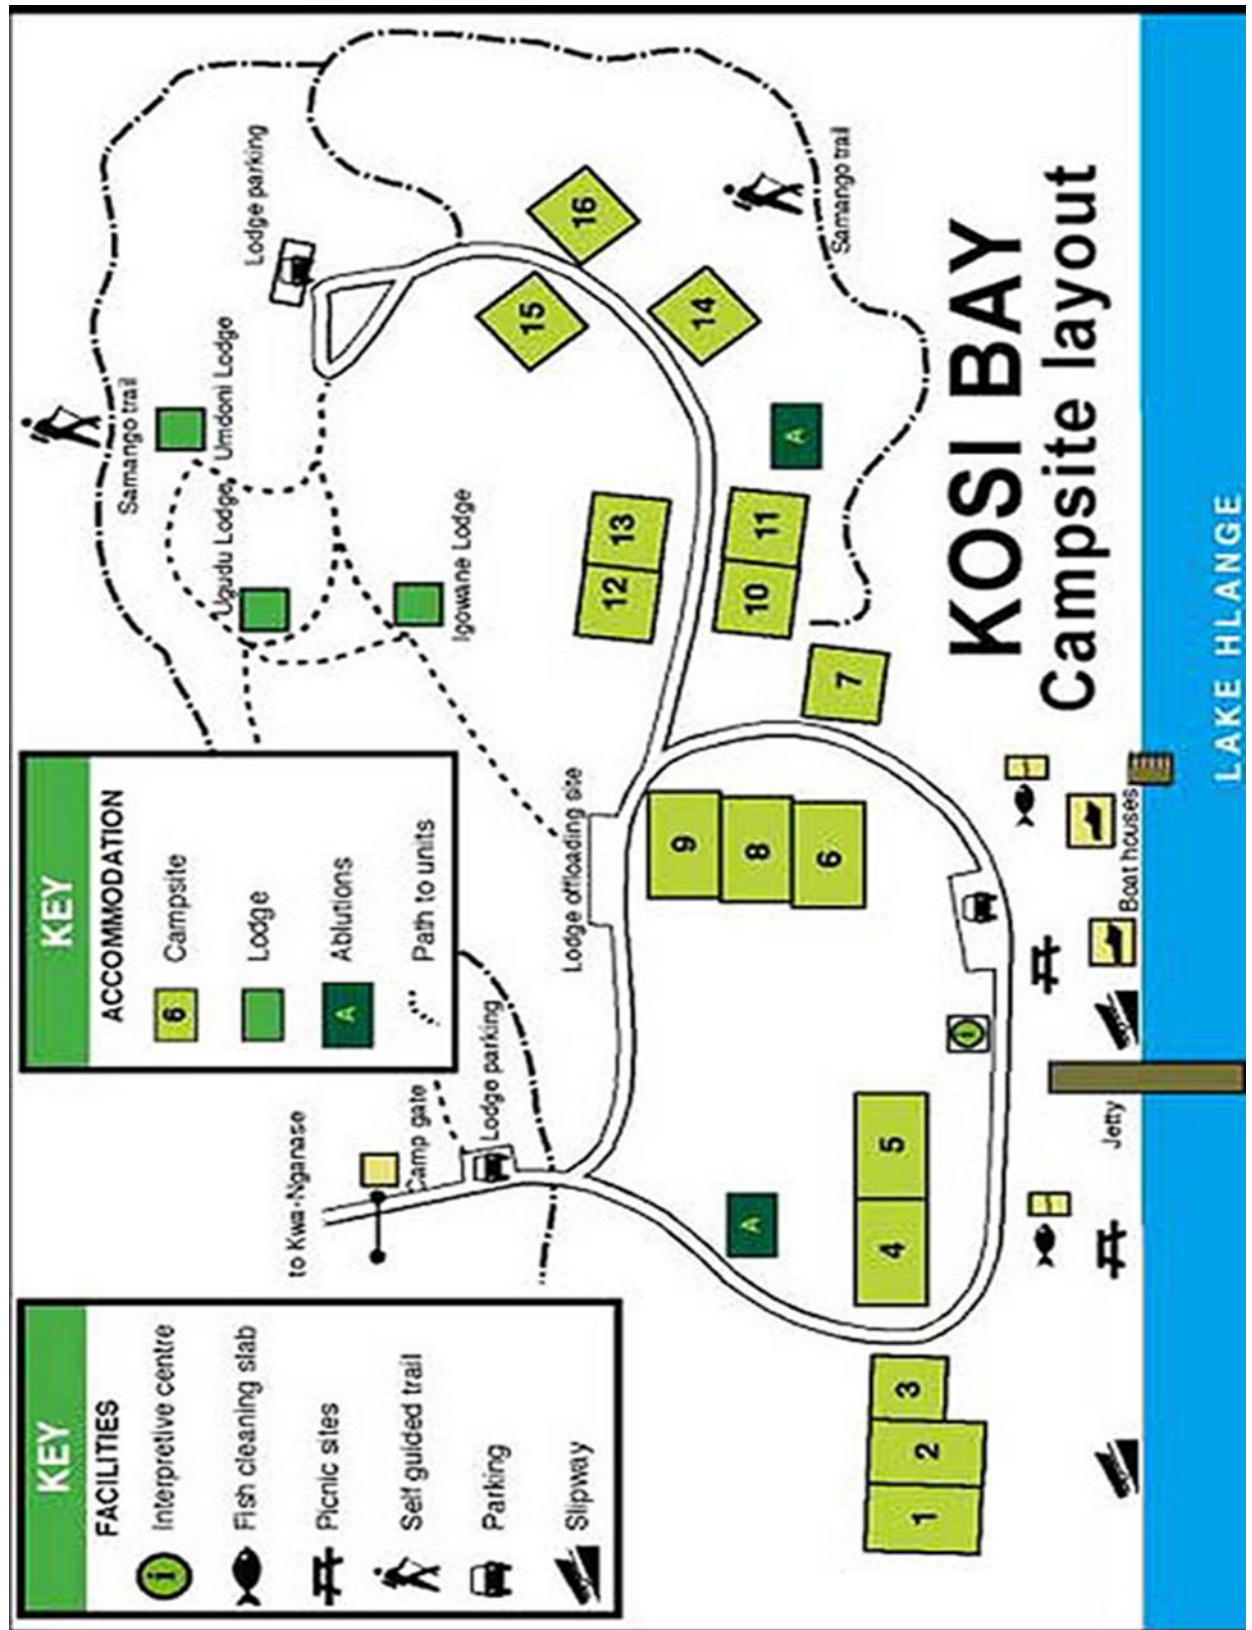 KEY
FACILITIES
i
Interpretive centre
Fish cleaning slab
Picnic sites
Self guided trail
Parking
Slipway
KEY
ACCOMMODATION
6 Campsite
Lodge
A Ablutions
Path to units
to Kwa-Nganase
Camp gate
Lodge parking
Lodge offloading site
Samango trail
Umdoni Lodge
Ugudu Lodge
Igowane Lodge
Lodge parking
Samango trail
A
A
i
1
2
3
4
5
6
7
8
9
10
11
12
13
14
15
16
Jetty
Boat houses
KOSI BAY
Campsite layout
LAKE HLANGE